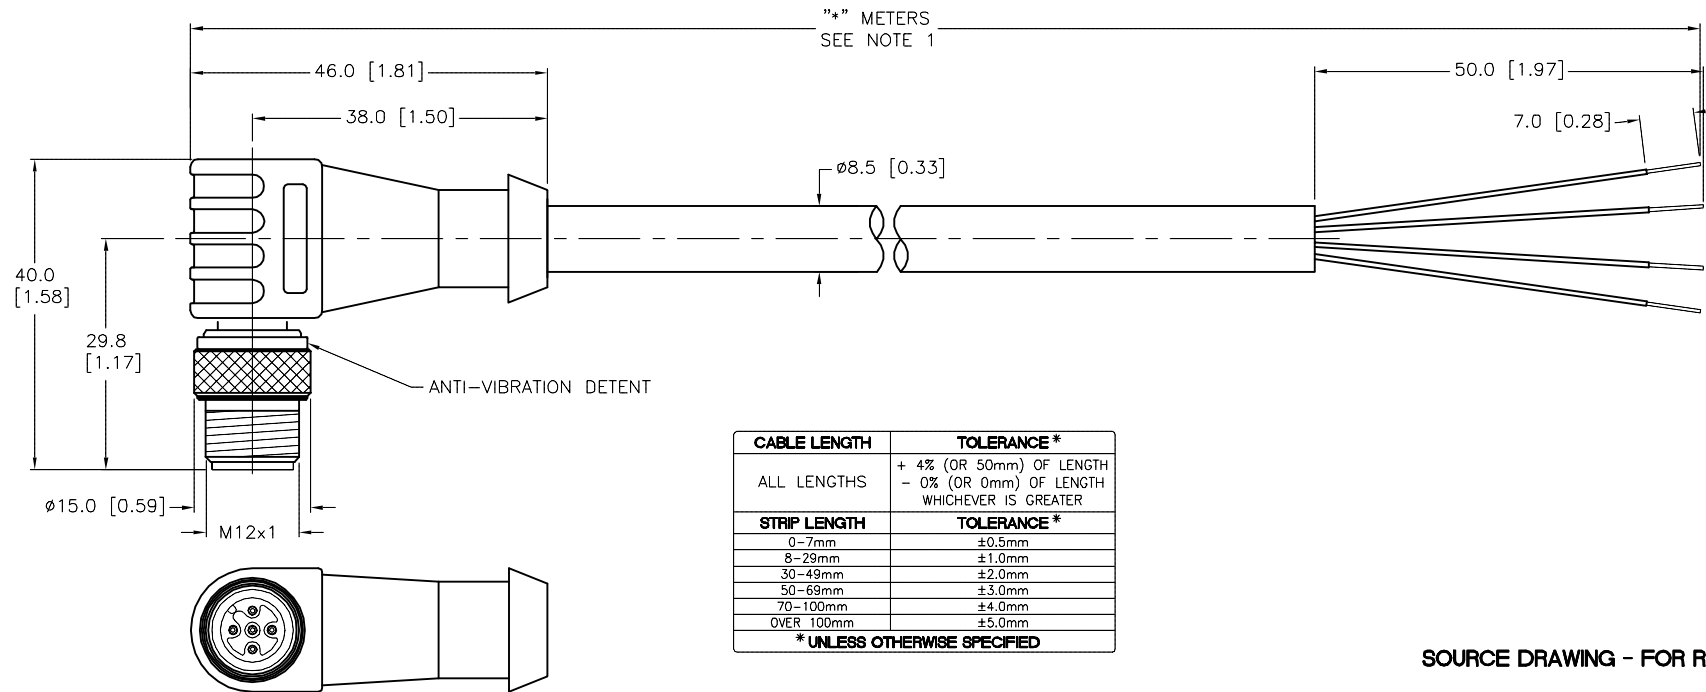 "*" METERS
SEE NOTE 1
46.0 [1.81]
50.0 [1.97]
38.0 [1.50]
7.0 [0.28]
ø8.5 [0.33]
40.0
[1.58]
29.8
[1.17]
ANTI-VIBRATION DETENT
ø15.0 [0.59]
M12x1
CABLE LENGTH TOLERANCE*
ALL LENGTHS + 4% (OR 50mm) OF LENGTH
- 0% (OR 0mm) OF LENGTH
WHICHEVER IS GREATER
STRIP LENGTH TOLERANCE*
0-7mm ±0.5mm
8-29mm ±1.0mm
30-49mm ±2.0mm
50-69mm ±3.0mm
70-100mm ±4.0mm
OVER 100mm ±5.0mm
* UNLESS OTHERWISE SPECIFIED
SOURCE DRAWING - FOR R